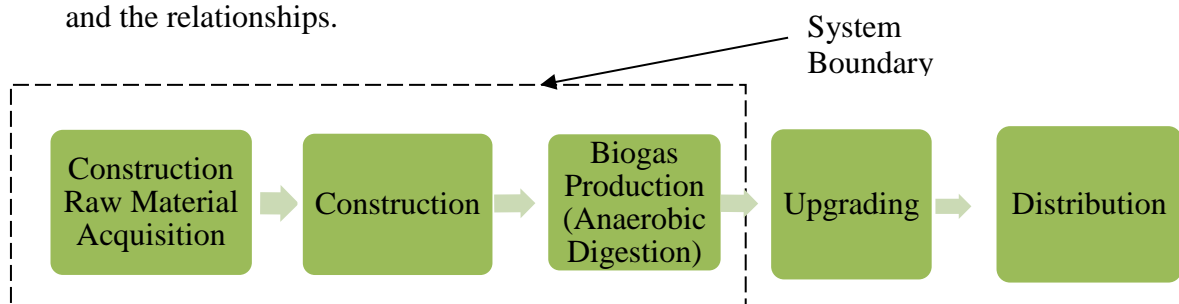 and the relationships.
System
Boundary
Construction
Raw Material
Acquisition
Construction
Biogas
Production
(Anaerobic
Digestion)
Upgrading
Distribution